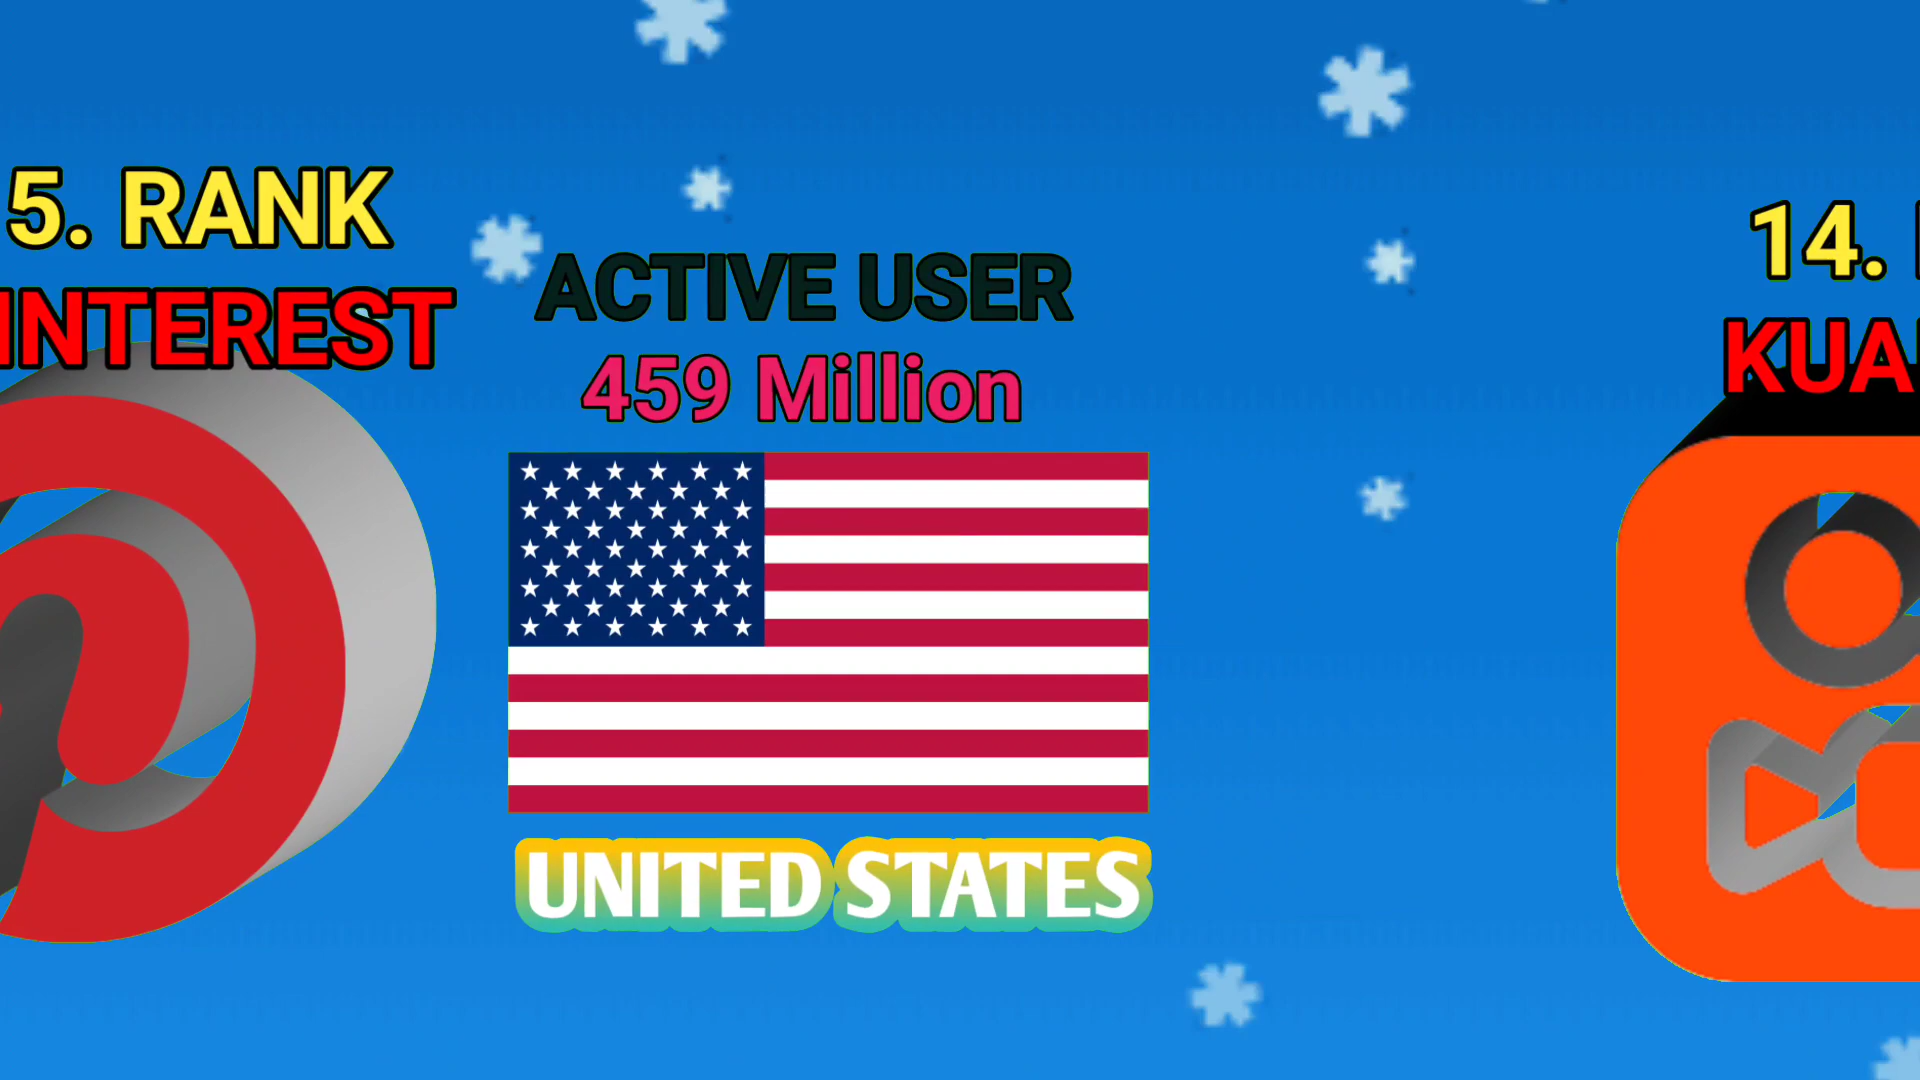 5. RANK
INTEREST
ACTIVE USER
459 Million
UNITED STATES
14.
KUA